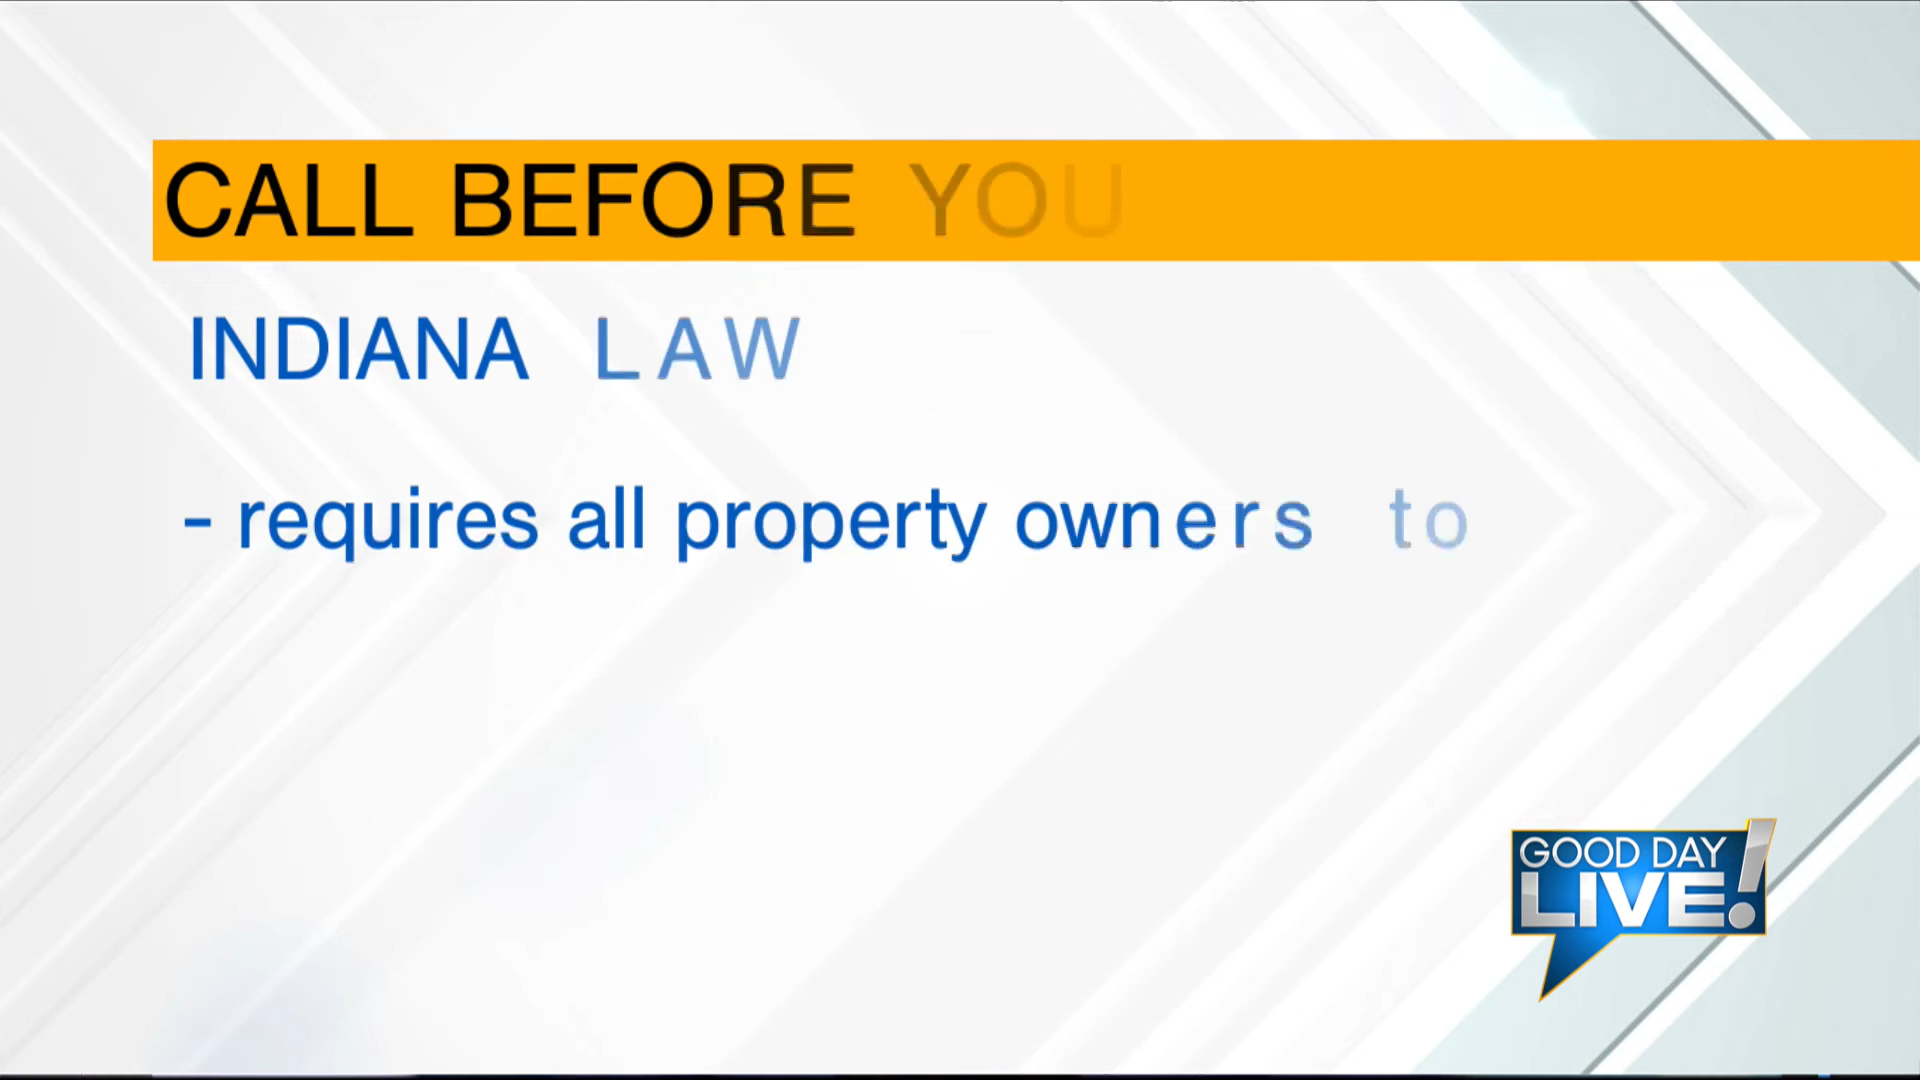 CALL BEFORE YOU
INDIANA LAW
- requires all property owners to
GOOD DAY
LIVE!